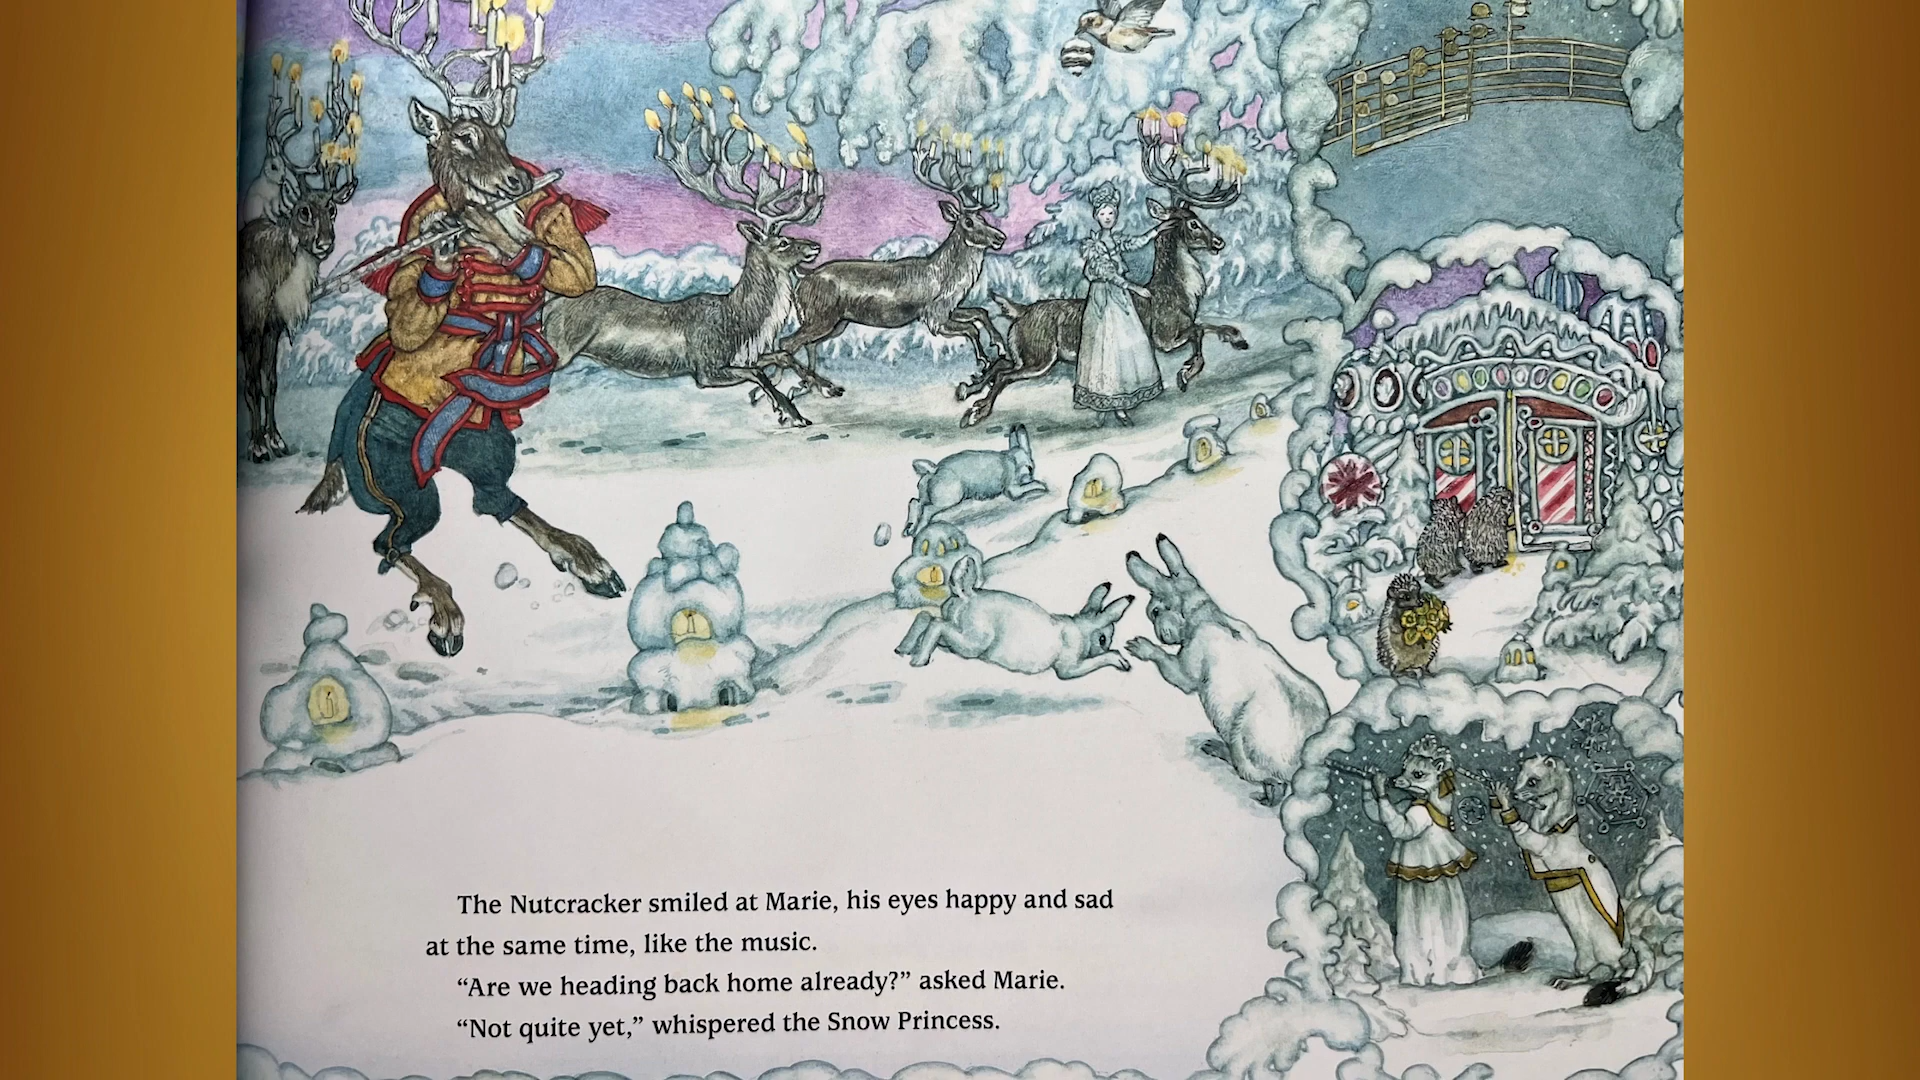 The Nutcracker smiled at Marie, his eyes happy and sad
at the same time, like the music.
“Are we heading back home already?” asked Marie.
“Not quite yet,” whispered the Snow Princess.